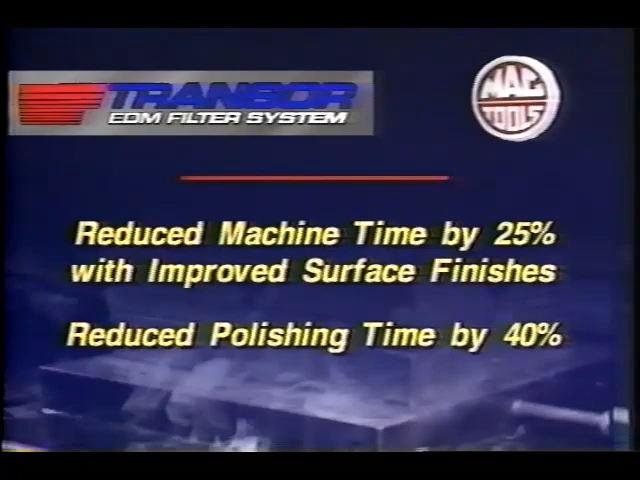 TRANSOR
EDM FILTER SYSTEM
MAG
TOOLS
Reduced Machine Time by 25%
with Improved Surface Finishes
Reduced Polishing Time by 40%